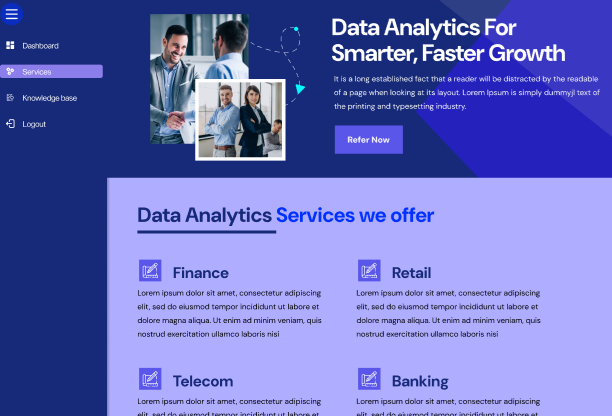 Data Analytics For
Smarter, Faster Growth
It is a long established fact that a reader will be distracted by the readable
of a page when looking at its layout. Lorem Ipsum is simply dummyjl text of
the printing and typesetting industry.
Refer Now
Dashboard
Services
Knowledge base
Logout
Data Analytics Services we offer
Finance
Lorem ipsum dolor sit amet, consectetur adipiscing
elit, sed do eiusmod tempor incididunt ut labore et
dolore magna aliqua. Ut enim ad minim veniam, quis
nostrud exercitation ullamco laboris nisi
Retail
Lorem ipsum dolor sit amet, consectetur adipiscing
elit, sed do eiusmod tempor incididunt ut labore et
dolore magna aliqua. Ut enim ad minim veniam, quis
nostrud exercitation ullamco laboris nisi
Telecom
Lorem ipsum dolor sit amet, consectetur adipiscing
elit, sed do eiusmod tempor incididunt ut labore et
Banking
Lorem ipsum dolor sit amet, consectetur adipiscing
elit, sed do eiusmod tempor incididunt ut labore et